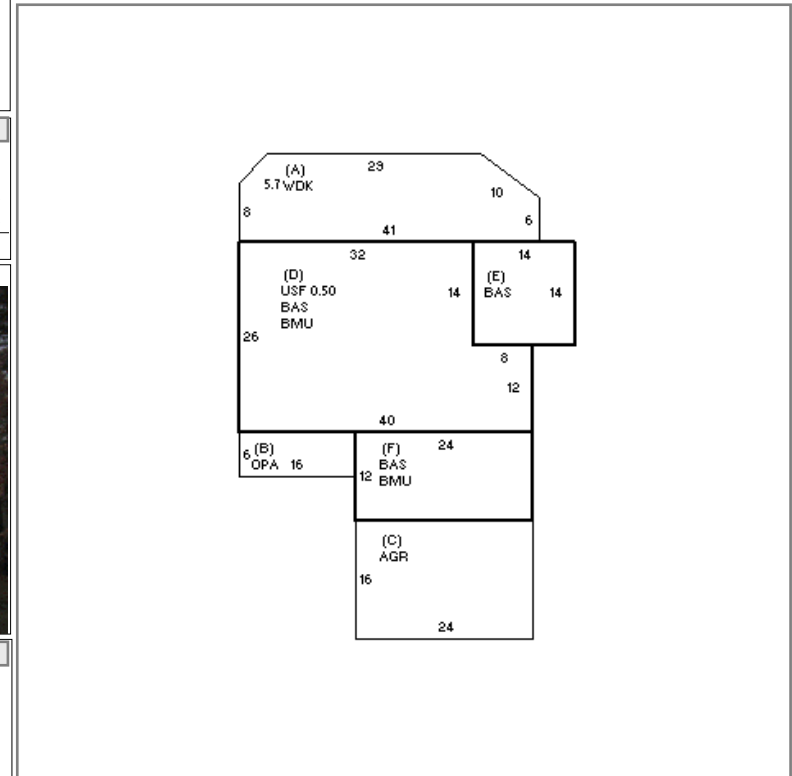 29
(A)
5.7 WDK
10
8
6
41
32
14
(D)
(E)
USF 0.50
14
BAS
14
BAS
BMU
26
8
12
40
(B)
6
OPA 16
(F)
24
BAS
12
BMU
(C)
AGR
16
24